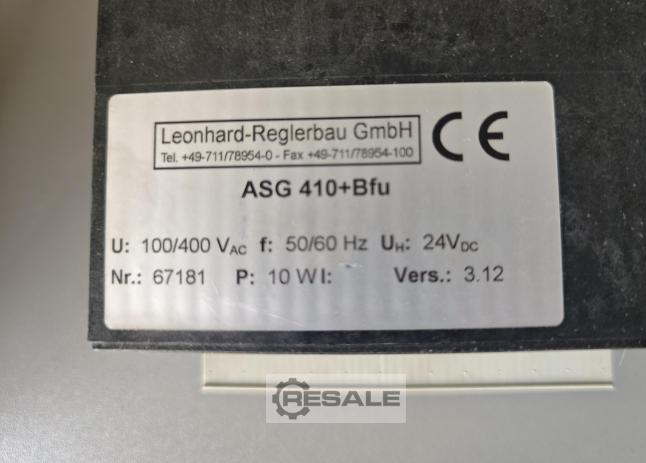 Leonhard-Reglerbau GmbH
Tel. +49-711/78954-0 - Fax +49-711/78954-100
CE
ASG 410+Bfu
U: 100/400 VAC f: 50/60 Hz UH: 24VDC
Nr.: 67181 P: 10 W I: Vers.: 3.12
RESALE